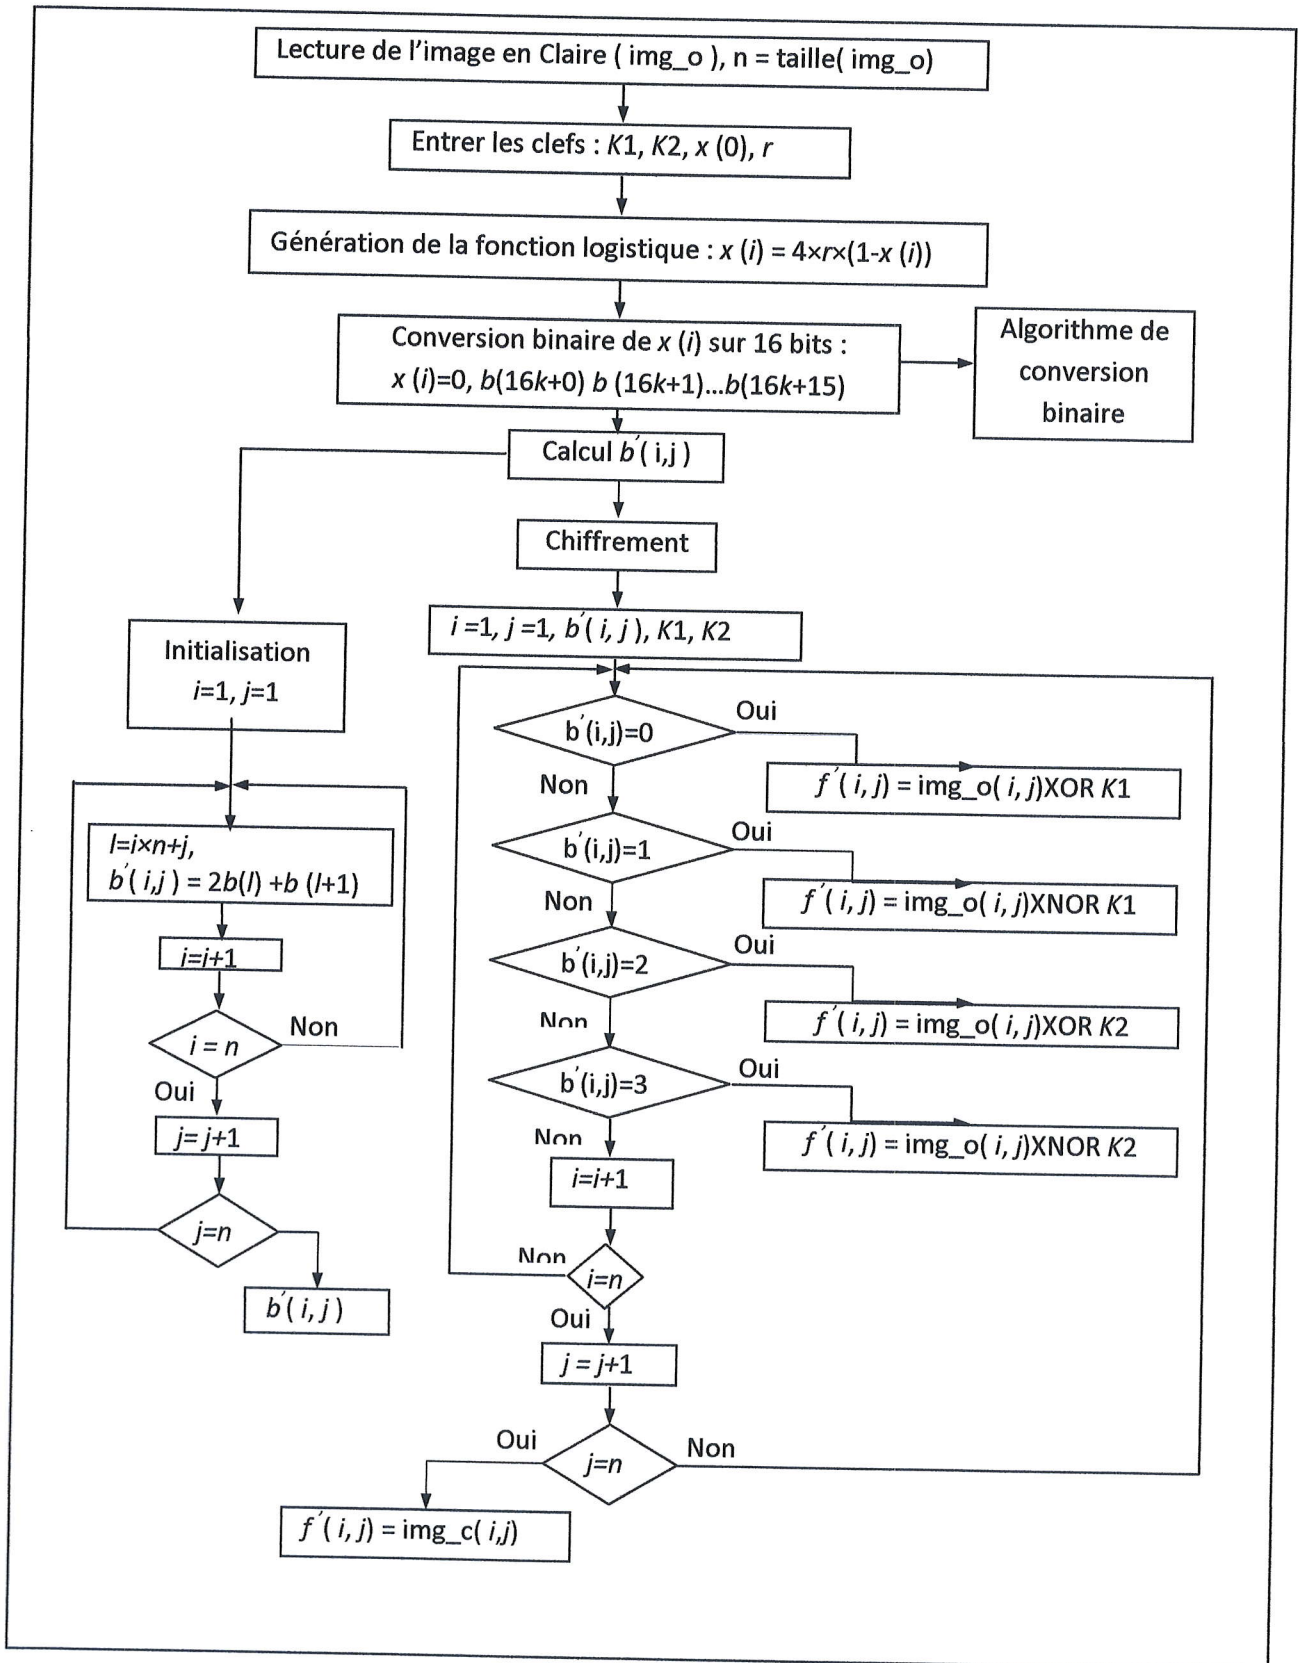 Lecture de l'image en Claire ( img_o ), n = taille( img_o)
Entrer les clefs : K1, K2, x (0), r
Génération de la fonction logistique : x (i) = 4×r×(1-x (i))
Conversion binaire de x (i) sur 16 bits :
x (i)=0, b(16k+0) b (16k+1)...b(16k+15)
Algorithme de
conversion
binaire
Calcul b′( i,j )
Chiffrement
i =1, j =1, b′( i, j ), K1, K2
Initialisation
i=1, j=1
l=i×n+j,
b′( i,j ) = 2b(l) +b (l+1)
i=i+1
i = n
Non
Oui
j= j+1
j=n
b′( i, j )
b′(i,j)=0
Oui
f′( i, j) = img_o( i, j)XOR K1
Non
b′(i,j)=1
Oui
f′( i, j) = img_o( i, j)XNOR K1
Non
b′(i,j)=2
Oui
f′( i, j) = img_o( i, j)XOR K2
Non
b′(i,j)=3
Oui
f′( i, j) = img_o( i, j)XNOR K2
Non
i=i+1
Non
i=n
Oui
j = j+1
Oui
j=n
Non
f′( i, j) = img_c( i,j)